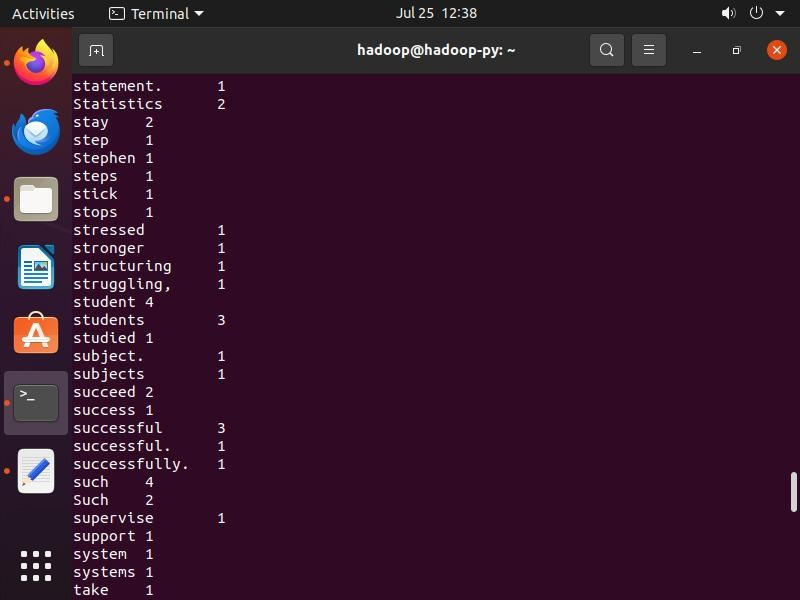 Activities Terminal Jul 25 12:38
hadoop@hadoop-py: ~
statement. 1
Statistics 2
stay 2
step 1
Stephen 1
steps 1
stick 1
stops 1
stressed 1
stronger 1
structuring 1
struggling, 1
student 4
students 3
studied 1
subject. 1
subjects 1
succeed 2
success 1
successful 3
successful. 1
successfully. 1
such 4
Such 2
supervise 1
support 1
system 1
systems 1
take 1